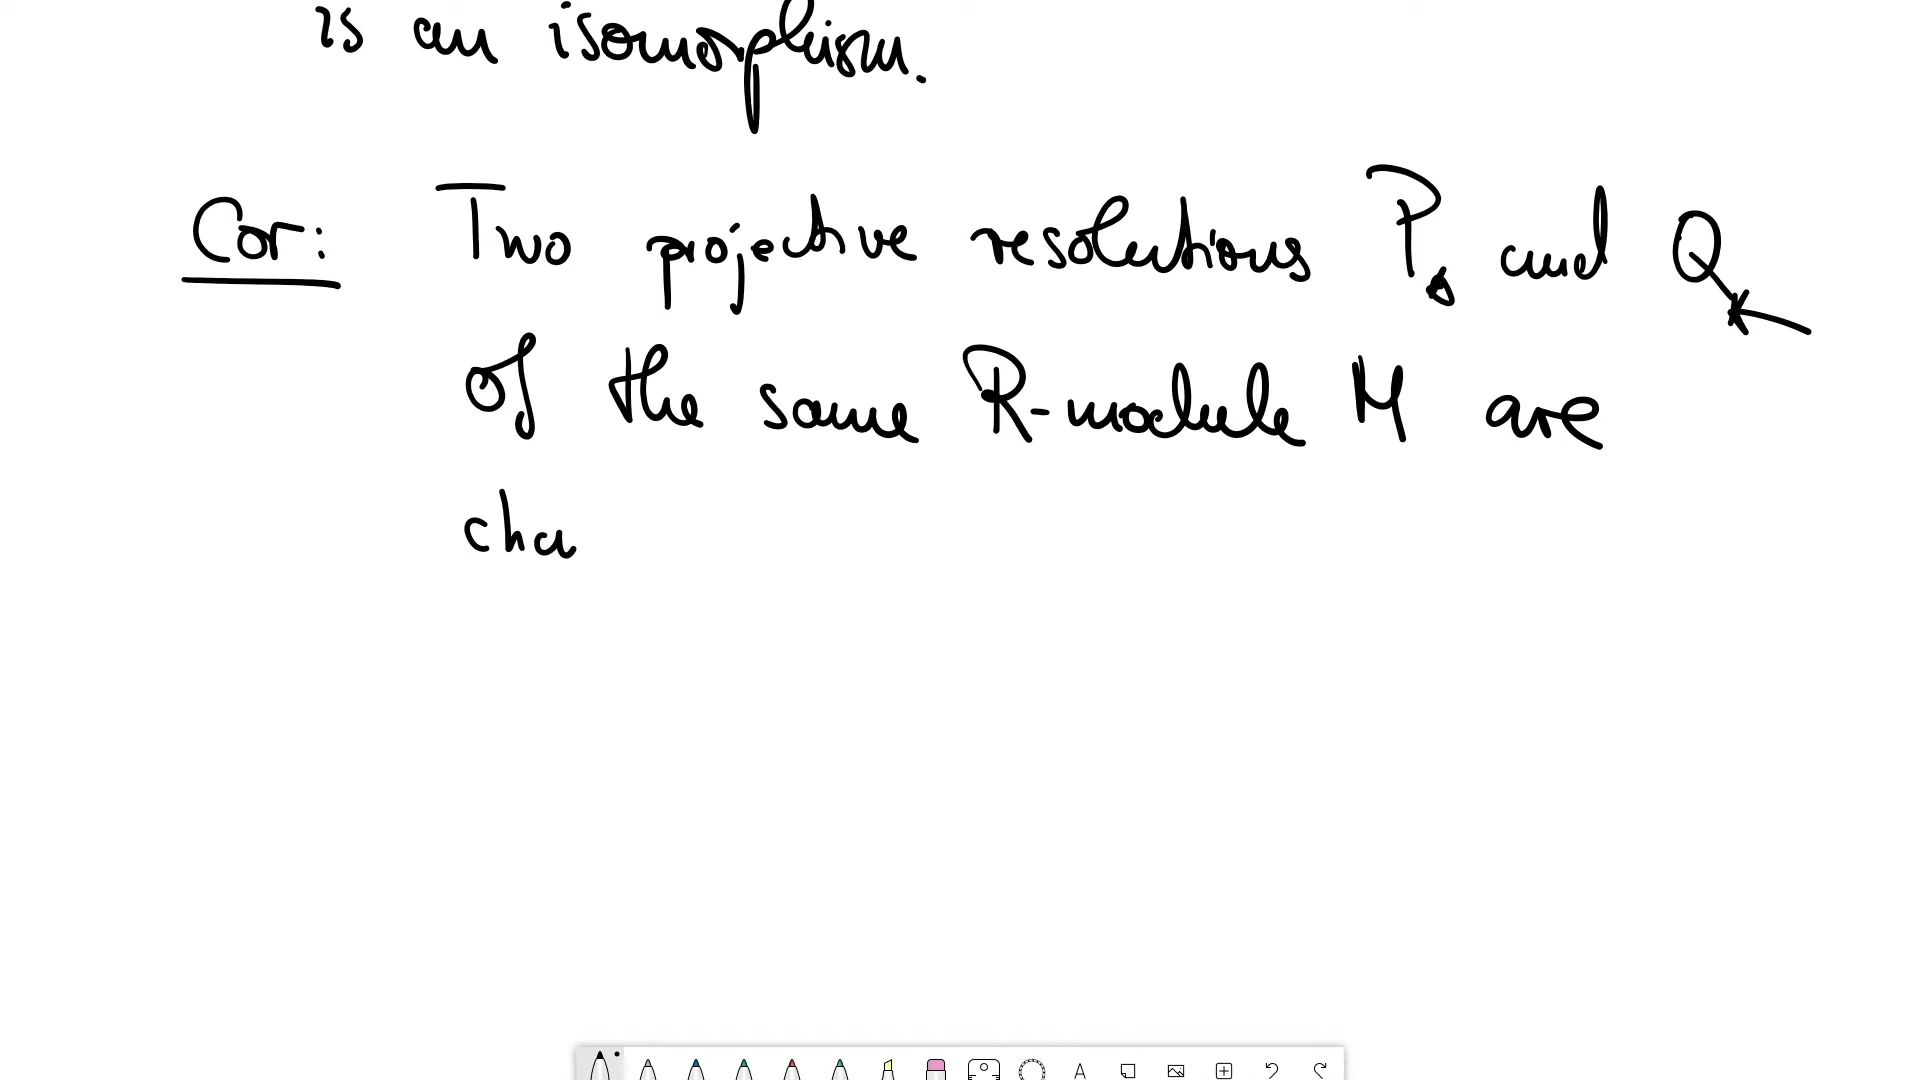 is an isomorphism.
Cor: Two projective resolutions P. and Q*
of the same R-module M are
cha